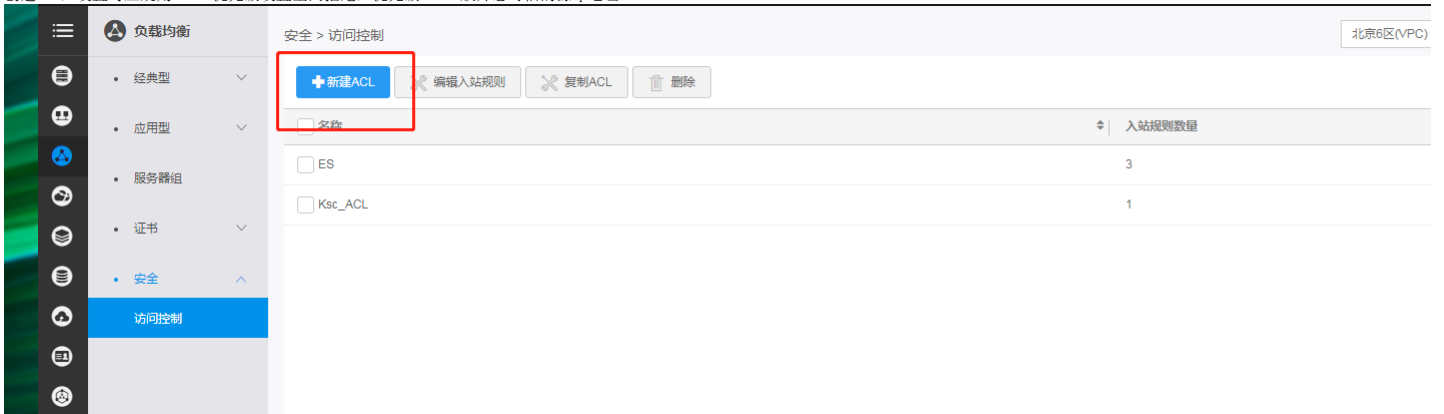 负载均衡
安全 > 访问控制
北京6区(VPC)
经典型
新建ACL
编辑入站规则
复制ACL
删除
应用型
名称
入站规则数量
ES
3
服务器组
Ksc_ACL
1
证书
安全
访问控制